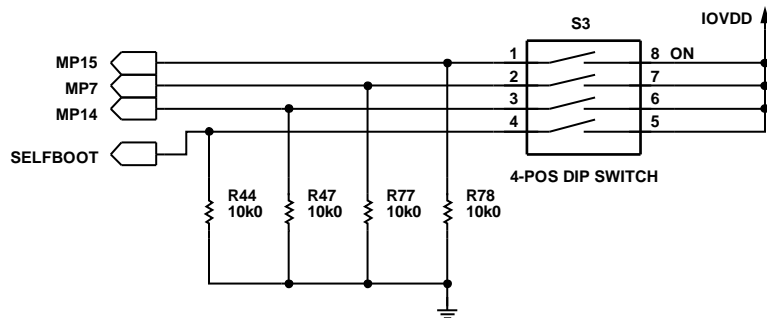 IOVDD
S3
MP15
1
8 ON
MP7
2
7
MP14
3
6
4
5
SELFBOOT
4-POS DIP SWITCH
R44
10k0
R47
10k0
R77
10k0
R78
10k0